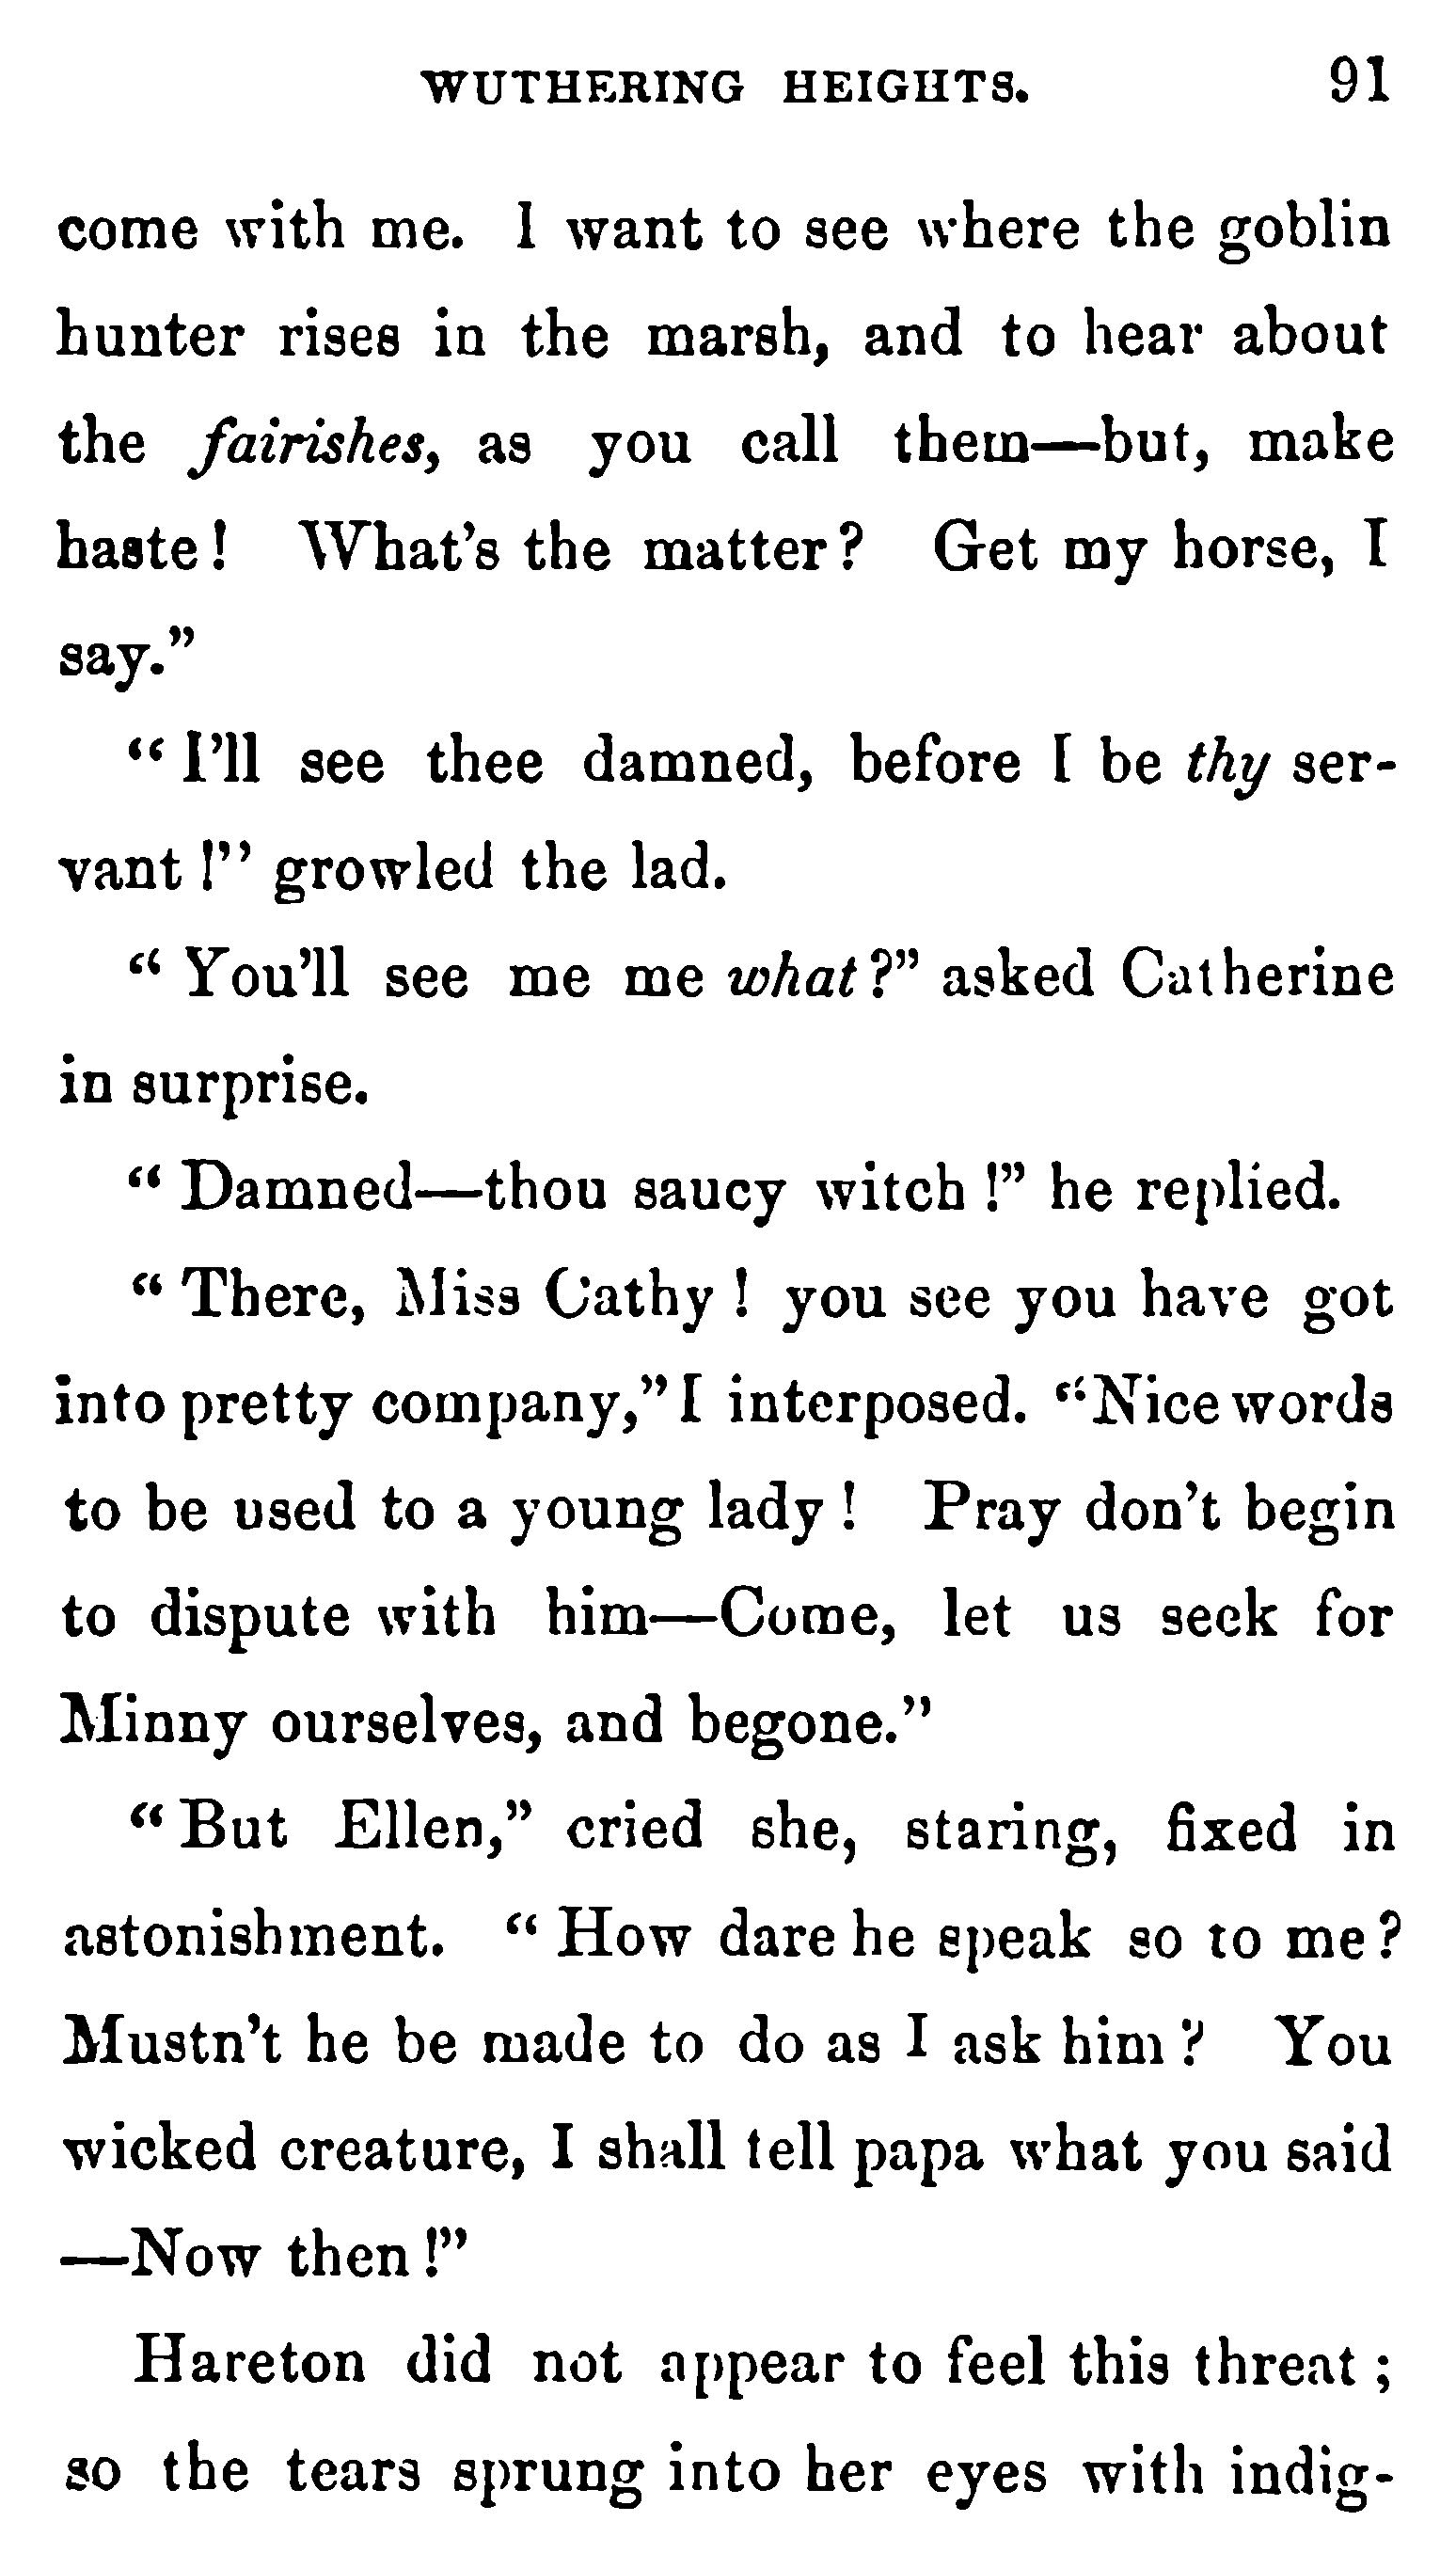 WUTHERING HEIGHTS. 91
come with me. I want to see where the goblin
hunter rises in the marsh, and to hear about
the fairishes, as you call them—but, make
haste! What's the matter? Get my horse, I
say.”
“ I'll see thee damned, before I be thy ser-
vant !” growled the lad.
“ You'll see me me what ?” asked Catherine
in surprise.
“ Damned—thou saucy witch !” he replied.
“ There, Miss Cathy ! you see you have got
into pretty company,” I interposed. “Nice words
to be used to a young lady ! Pray don't begin
to dispute with him—Come, let us seek for
Minny ourselves, and begone.”
“ But Ellen,” cried she, staring, fixed in
astonishment. “ How dare he speak so to me ?
Mustn't he be made to do as I ask him ? You
wicked creature, I shall tell papa what you said
—Now then !”
Hareton did not appear to feel this threat ;
so the tears sprung into her eyes with indig-